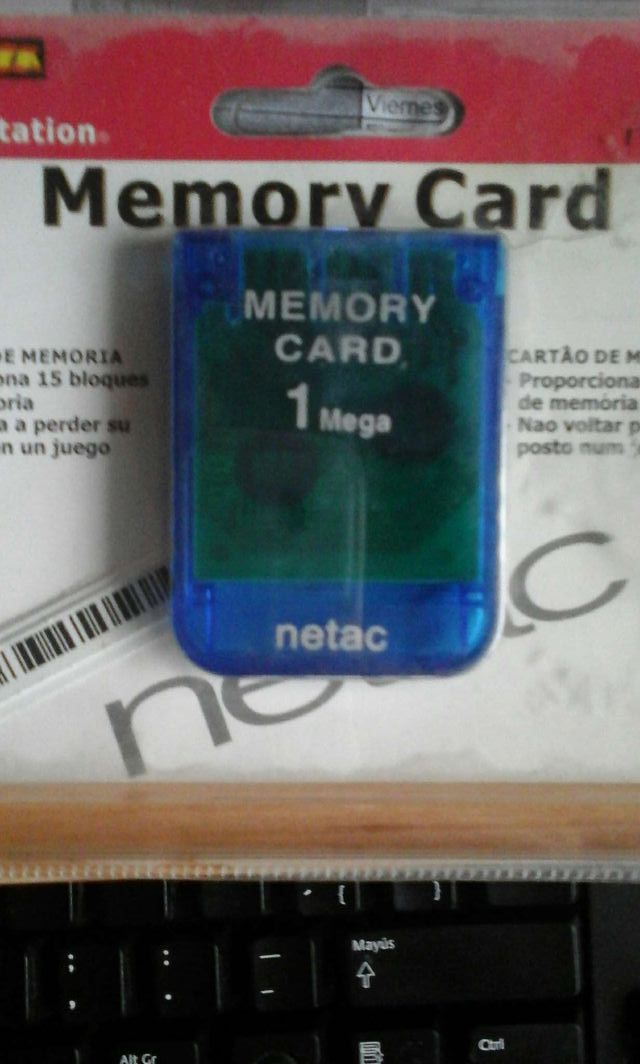 tation
Viernes
Memory Card
MEMORY
CARD
1 Mega
netac
DE MEMORIA
ona 15 bloques
oria
a a perder su
n un juego
CARTÃO DE M
Proporciona
de memória
Nao voltar p
posto num
netac
{ }
; : _
, . -
Mayús
Alt Gr
Ctrl